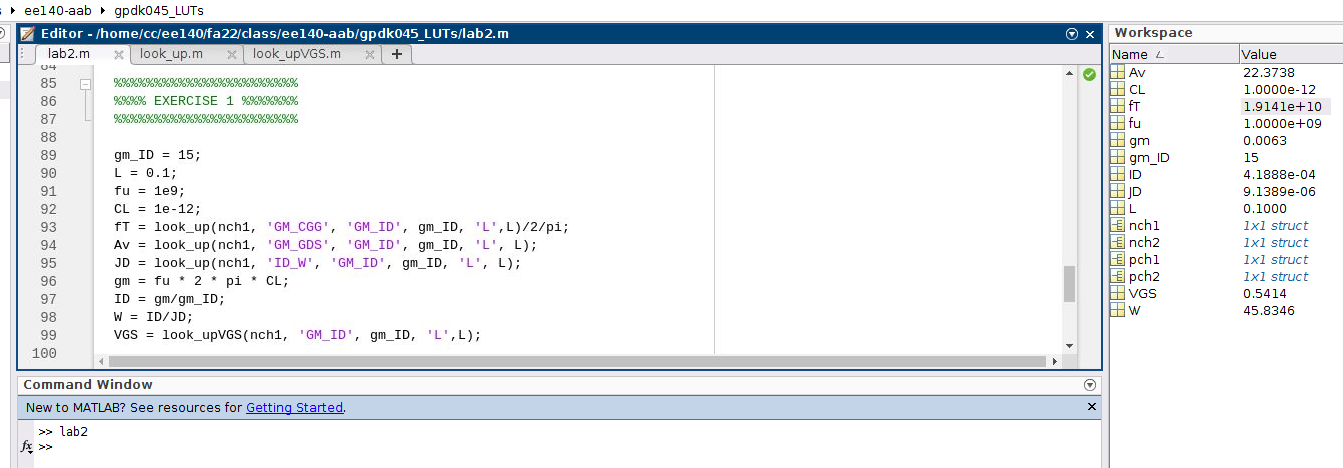 ee140-aab gpdk045_LUTs
Editor - /home/cc/ee140/fa22/class/ee140-aab/gpdk045_LUTs/lab2.m
lab2.m look_up.m look_upVGS.m +
84
85 %%%%%%%%%%%%%%%%%%%%%%%
86 %%%% EXERCISE 1 %%%%%%%
87 %%%%%%%%%%%%%%%%%%%%%%%
88
89 gm_ID = 15;
90 L = 0.1;
91 fu = 1e9;
92 CL = 1e-12;
93 fT = look_up(nch1, 'GM_CGG', 'GM_ID', gm_ID, 'L',L)/2/pi;
94 Av = look_up(nch1, 'GM_GDS', 'GM_ID', gm_ID, 'L', L);
95 JD = look_up(nch1, 'ID_W', 'GM_ID', gm_ID, 'L', L);
96 gm = fu * 2 * pi * CL;
97 ID = gm/gm_ID;
98 W = ID/JD;
99 VGS = look_upVGS(nch1, 'GM_ID', gm_ID, 'L',L);
100
Command Window
New to MATLAB? See resources for Getting Started.
>> lab2
fx >>
Workspace
Name Value
Av 22.3738
CL 1.0000e-12
fT 1.9141e+10
fu 1.0000e+09
gm 0.0063
gm_ID 15
ID 4.1888e-04
JD 9.1389e-06
L 0.1000
nch1 1x1 struct
nch2 1x1 struct
pch1 1x1 struct
pch2 1x1 struct
VGS 0.5414
W 45.8346